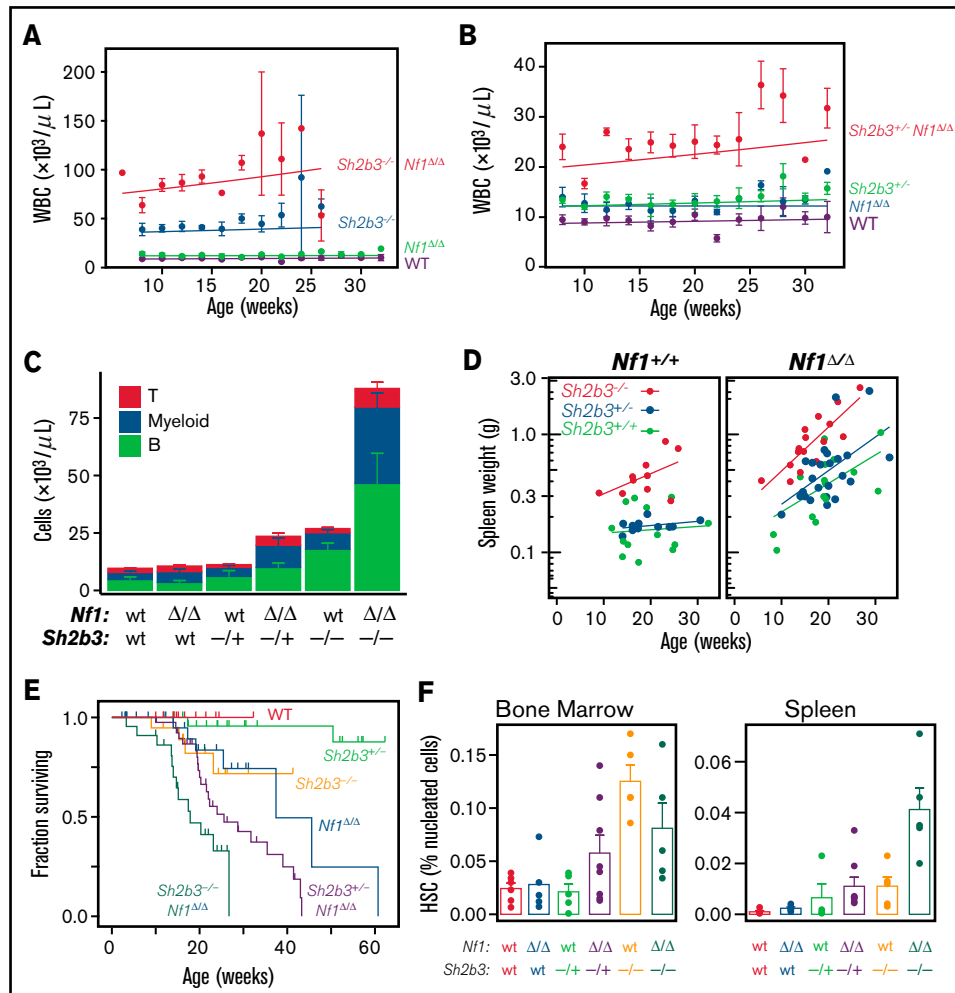 A
WBC (×10³/μL)
200
150
100
50
0
10 15 20 25 30
Age (weeks)
Sh2b3-/- Nf1Δ/Δ
Sh2b3-/-
Nf1Δ/Δ
WT
B
WBC (×10³/μL)
40
30
20
10
0
10 15 20 25 30
Age (weeks)
Sh2b3+/- Nf1Δ/Δ
Sh2b3+/-
Nf1Δ/Δ
WT
C
T
Myeloid
B
Cells (×10³/μL)
75
50
25
0
Nf1: wt Δ/Δ wt Δ/Δ wt Δ/Δ
Sh2b3: wt wt –/+ –/+ –/– –/–
D
Nf1+/+ Nf1Δ/Δ
Sh2b3-/-
Sh2b3+/-
Sh2b3+/+
Spleen weight (g)
3.0
1.0
0.3
0.1
0 10 20 30 0 10 20 30
Age (weeks)
E
Fraction surviving
1.0
0.5
0.0
0 20 40 60
Age (weeks)
WT
Sh2b3+/-
Sh2b3-/-
Nf1Δ/Δ
Sh2b3-/-
Nf1Δ/Δ
Sh2b3+/-
Nf1Δ/Δ
F
Bone Marrow Spleen
HSC (% nucleated cells)
0.15
0.10
0.05
0.00
0.06
0.04
0.02
0.00
Nf1: wt Δ/Δ wt Δ/Δ wt Δ/Δ wt Δ/Δ wt Δ/Δ wt Δ/Δ
Sh2b3: wt wt –/+ –/+ –/– –/– wt wt –/+ –/+ –/– –/–